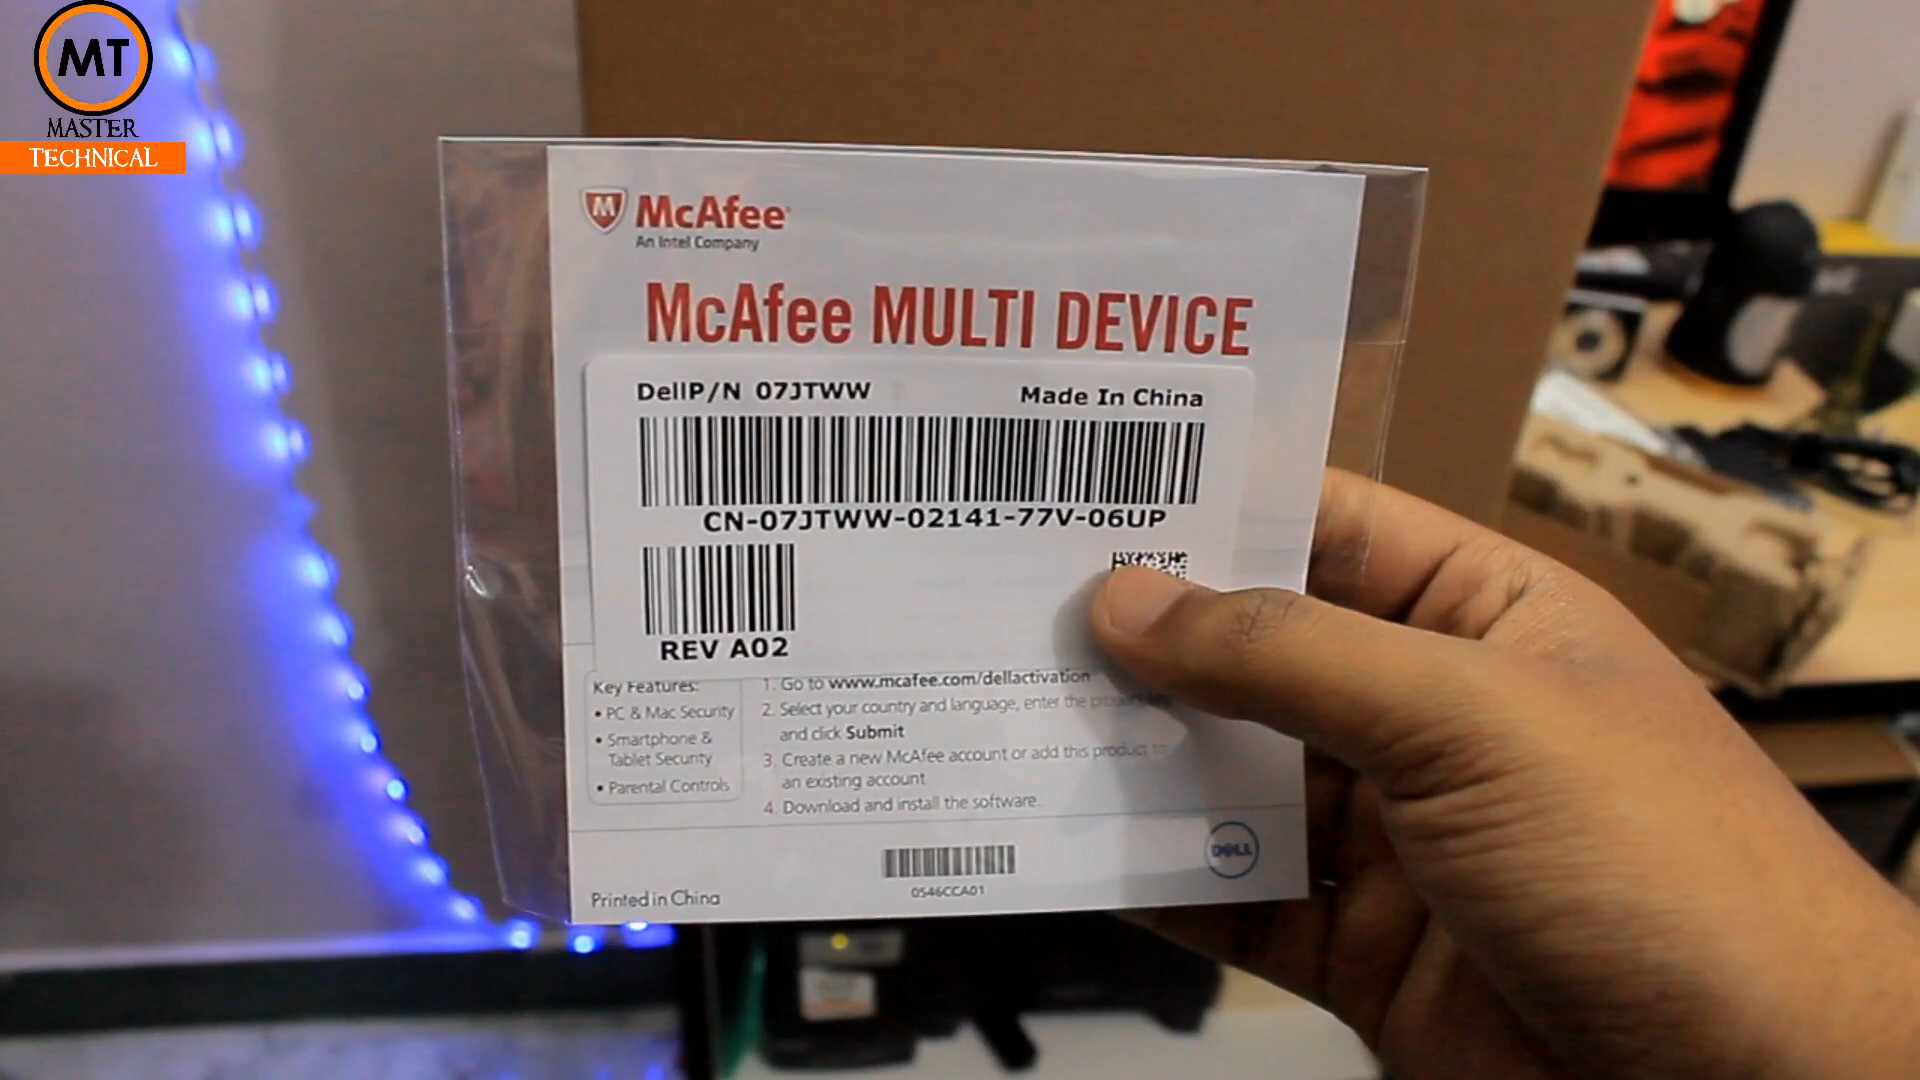 MT
MASTER
TECHNICAL
M McAfee
An Intel Company
McAfee MULTI DEVICE
DellP/N 07JTWW Made In China
CN-07JTWW-02141-77V-06UP
REV A02
Key Features:
• PC & Mac Security
• Smartphone &
Tablet Security
• Parental Controls
1. Go to www.mcafee.com/dellactivation
2. Select your country and language, enter the product
and click Submit
3. Create a new McAfee account or add this product to
an existing account
4. Download and install the software.
0546CCA01
DELL
Printed in China